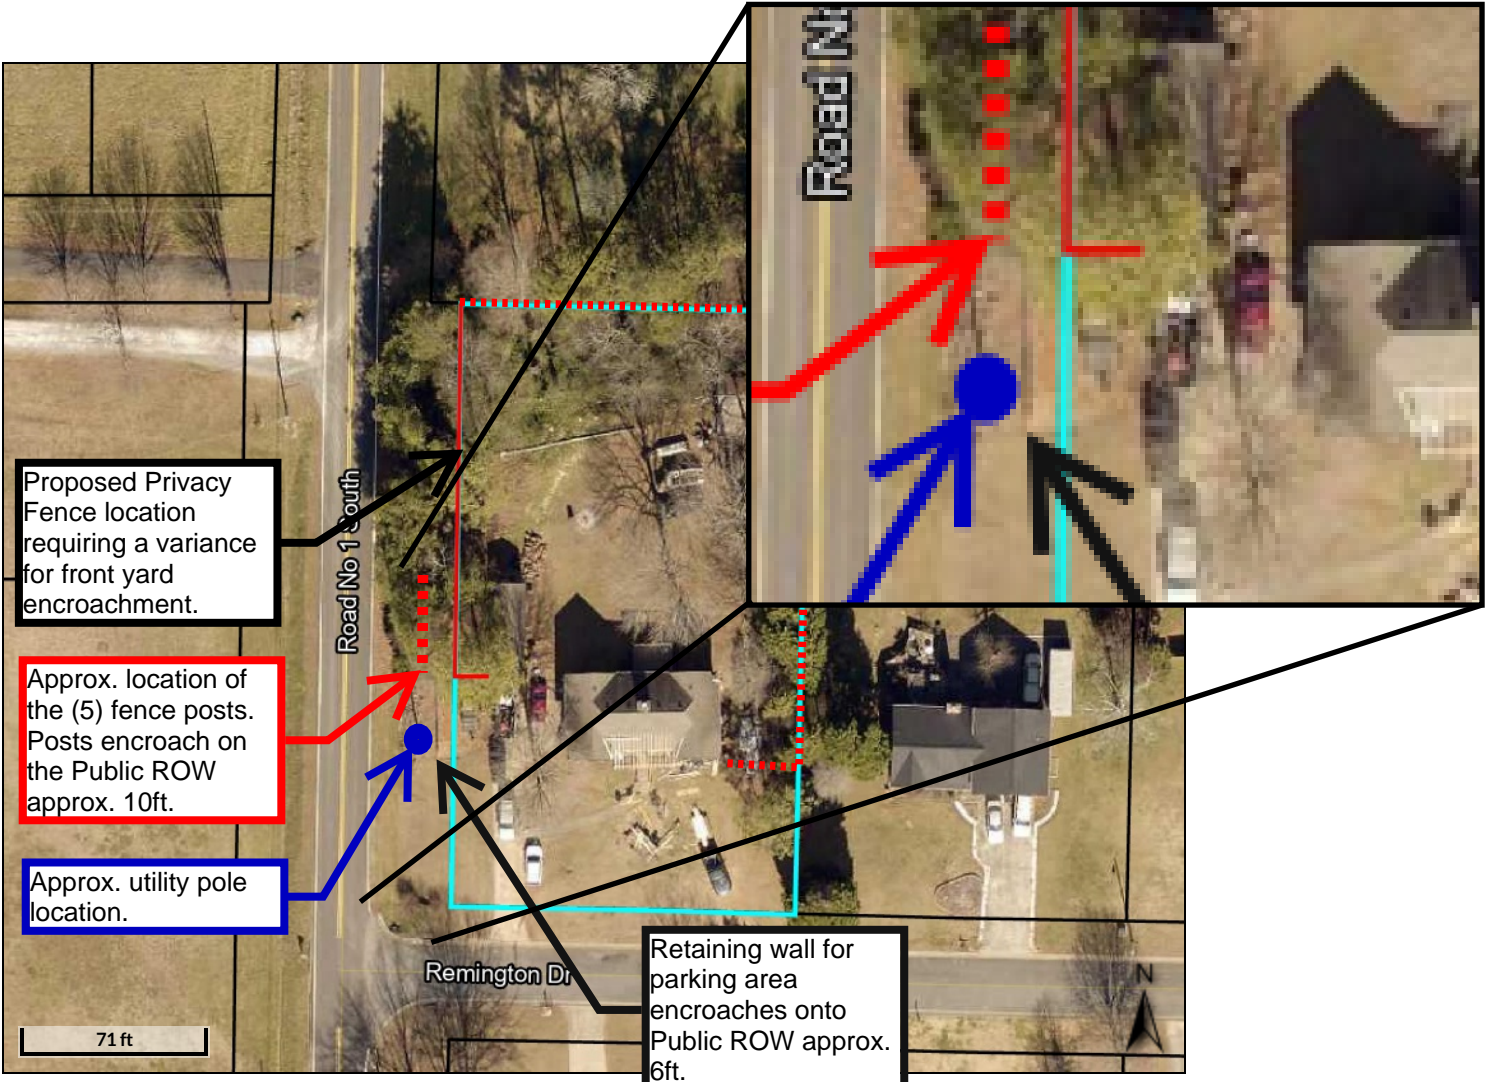 Road No
Proposed Privacy
Fence location
requiring a variance
for front yard
encroachment.
Road No 1 South
Approx. location of
the (5) fence posts.
Posts encroach on
the Public ROW
approx. 10ft.
Approx. utility pole
location.
Retaining wall for
parking area
encroaches onto
Public ROW approx.
6ft.
Remington Dr
N
71 ft